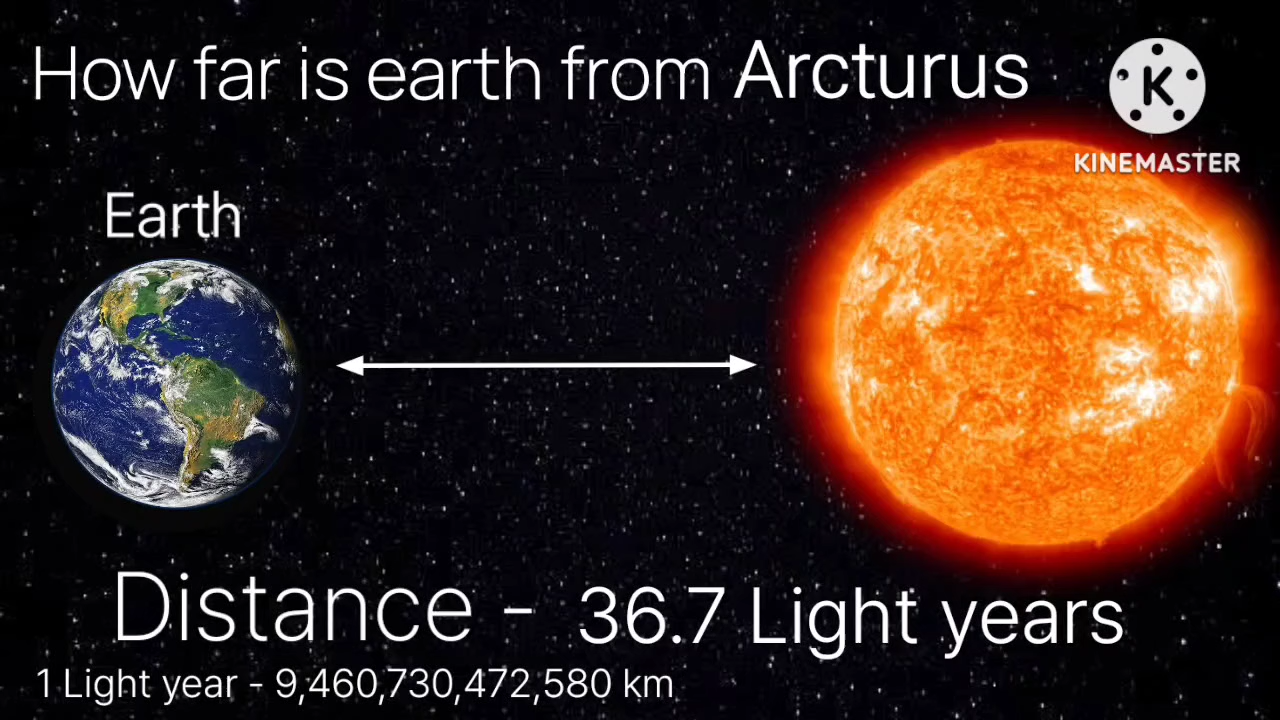 How far is earth from Arcturus
K
KINEMASTER
Earth
Distance - 36.7 Light years
1 Light year - 9,460,730,472,580 km